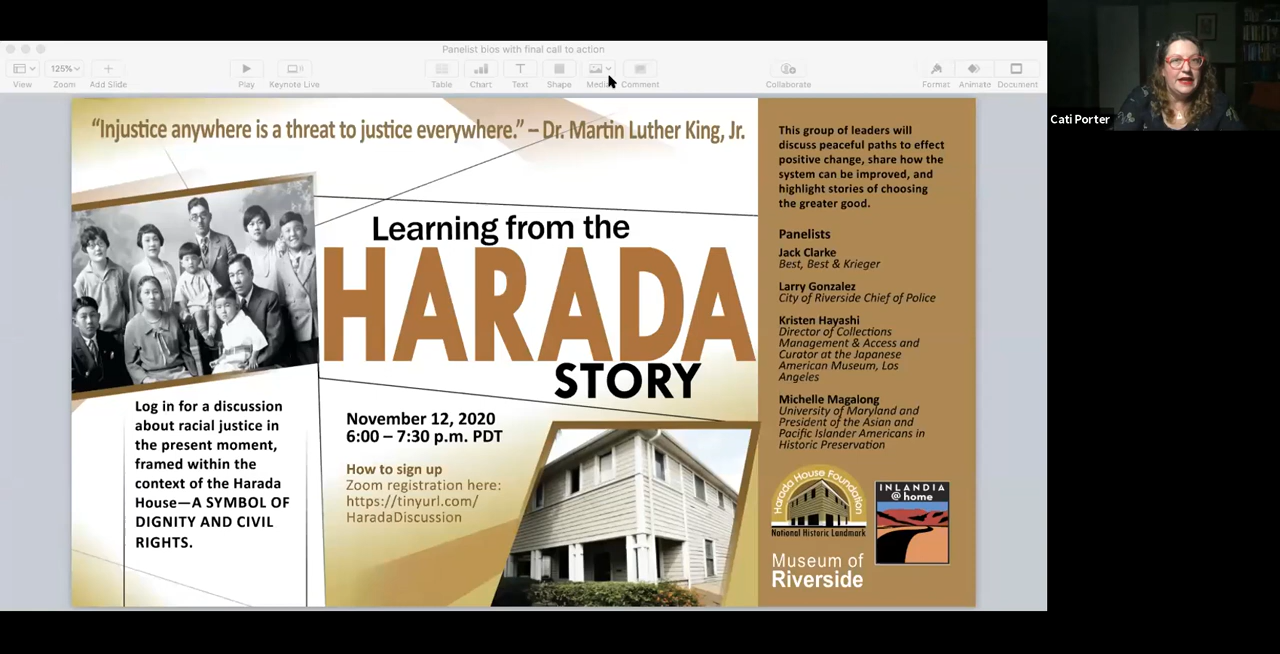 Panelist bios with final call to action
125%
View
Zoom
Add Slide
Play
Keynote Live
Table
Chart
Text
Shape
Media
Comment
Collaborate
Format
Animate
Document
Cati Porter
“Injustice anywhere is a threat to justice everywhere.” – Dr. Martin Luther King, Jr.
Learning from the
HARADA
STORY
Log in for a discussion
about racial justice in
the present moment,
framed within the
context of the Harada
House—A SYMBOL OF
DIGNITY AND CIVIL
RIGHTS.
November 12, 2020
6:00 – 7:30 p.m. PDT
How to sign up
Zoom registration here:
https://tinyurl.com/
HaradaDiscussion
This group of leaders will
discuss peaceful paths to effect
positive change, share how the
system can be improved, and
highlight stories of choosing
the greater good.
Panelists
Jack Clarke
Best, Best & Krieger
Larry Gonzalez
City of Riverside Chief of Police
Kristen Hayashi
Director of Collections
Management & Access and
Curator at the Japanese
American Museum, Los
Angeles
Michelle Magalong
University of Maryland and
President of the Asian and
Pacific Islander Americans in
Historic Preservation
Harada House Foundation
National Historic Landmark
INLANDIA
@home
Museum of
Riverside